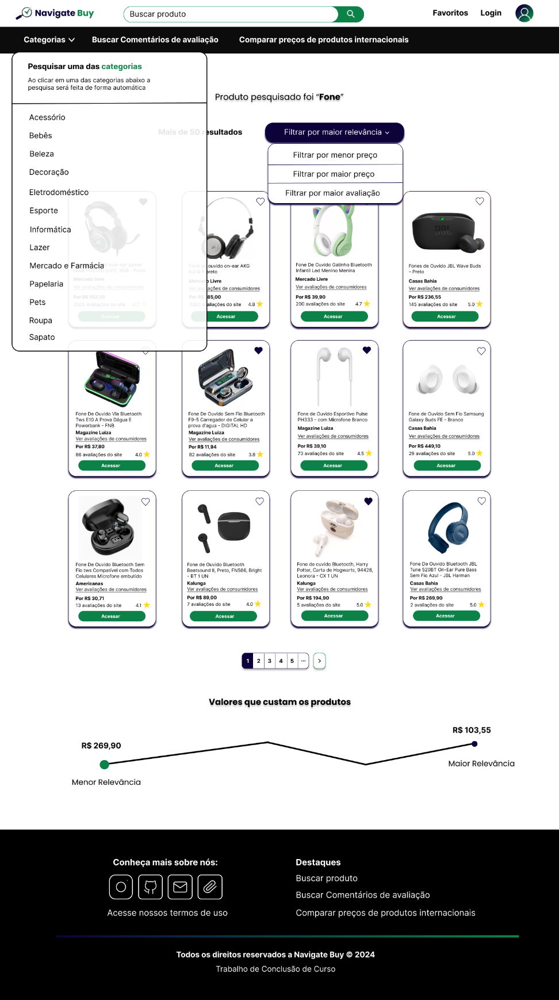 Navigate Buy
Buscar produto
Favoritos
Login
Categorias
Buscar Comentários de avaliação
Comparar preços de produtos internacionais
Pesquisar uma das categorias
Ao clicar em uma das categorias abaixo a
pesquisa será feita de forma automática
Acessório
Bebês
Beleza
Decoração
Eletrodoméstico
Esporte
Informática
Lazer
Mercado e Farmácia
Papelaria
Pets
Roupa
Sapato
Produto pesquisado foi “Fone”
Mais de 50 resultados
Filtrar por maior relevância
Filtrar por menor preço
Filtrar por maior preço
Filtrar por maior avaliação
over-ear gamer
RGB - Preto
Mercado livre
Ver avaliações de consumidores
Por R$ 103,55
avaliações do site 4.7
Acessar
Fone de ouvido on-ear AKG
K414 P preto
Mercado Livre
Ver avaliações de consumidores
Por R$ 185,00
avaliações do site 4.8
Acessar
Fone De Ouvido Gatinho Bluetooth
Infantil Led Menino Menina
Mercado Livre
Ver avaliações de consumidores
Por R$ 39,90
200 avaliações do site 4.7
Acessar
JBL
Fones de Ouvido JBL Wave Buds
– Preto
Casas Bahia
Ver avaliações de consumidores
Por R$ 236,55
145 avaliações do site 5.0
Acessar
Fone De Ouvido Via Bluetooth
Tws E10 A Prova Dágua E
Powerbank - FNB
Magazine Luiza
Ver avaliações de consumidores
Por R$ 37,80
86 avaliações do site 4.0
Acessar
Fone De Ouvido Sem Fio Bluetooth
F9-5 Carregador de Celular a
prova d'agua - DIGITAL HD
Magazine Luiza
Ver avaliações de consumidores
Por R$ 11,94
82 avaliações do site 3.8
Acessar
Fone de Ouvido Esportivo Pulse
PH333 - com Microfone Branco
Magazine Luiza
Ver avaliações de consumidores
Por R$ 39,10
73 avaliações do site 4.5
Acessar
Fone de Ouvido Sem Fio Samsung
Galaxy Buds FE - Branco
Casas Bahia
Ver avaliações de consumidores
Por R$ 449,10
29 avaliações do site 5.0
Acessar
Fone De Ouvido Bluetooth Sem
Fio tws Compatível com Todos
Celulares Microfone embutido
Americanas
Ver avaliações de consumidores
Por R$ 30,71
13 avaliações do site 4.1
Acessar
Fone de Ouvido Bluetooth
Beatsound II, Preto, FN566, Bright
- BT 1 UN
Kalunga
Ver avaliações de consumidores
Por R$ 89,00
7 avaliações do site 4.0
Acessar
Fone de ouvido Bluetooth, Harry
Potter, Carta de Hogwarts, 94428,
Leonora - CX 1 UN
Kalunga
Ver avaliações de consumidores
Por R$ 194,90
5 avaliações do site 5.0
Acessar
JBL
Fone De Ouvido Bluetooth JBL
Tune 520BT On-Ear Pure Bass
Sem Fio Azul - JBL Harman
Casas Bahia
Ver avaliações de consumidores
Por R$ 269,90
2 avaliações do site 5.0
Acessar
1 2 3 4 5 ...
Valores que custam os produtos
R$ 269,90
Menor Relevância
R$ 103,55
Maior Relevância
Conheça mais sobre nós:
Acesse nossos termos de uso
Destaques
Buscar produto
Buscar Comentários de avaliação
Comparar preços de produtos internacionais
Todos os direitos reservados a Navigate Buy © 2024
Trabalho de Conclusão de Curso